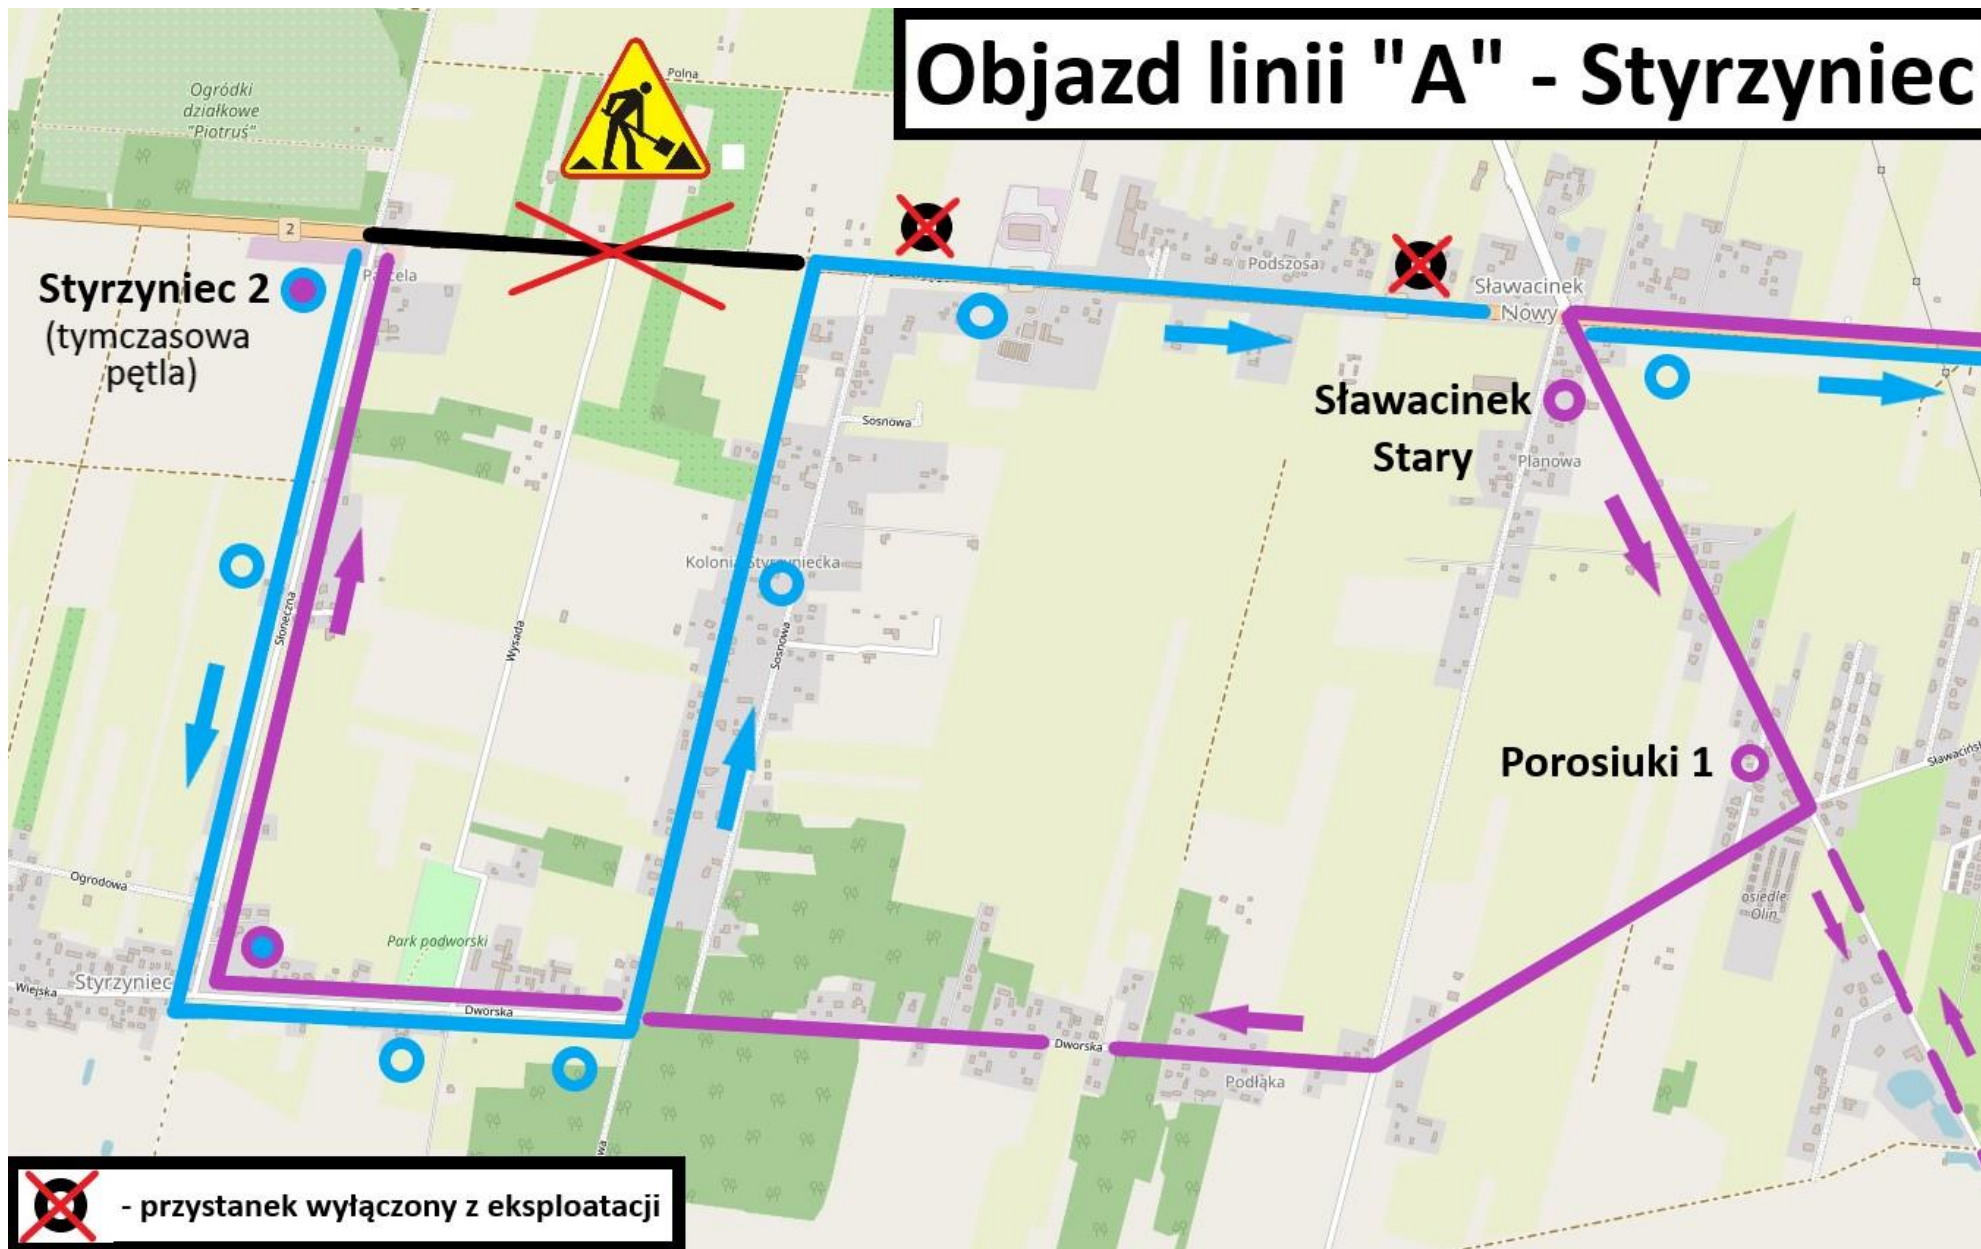 Objazd linii "A" - Styrzyniec
Polna
Ogródki
działkowe
"Piotruś"
2
Styrzyniec 2
(tymczasowa
pętla)
Podszosa
Sławacinek
Nowy
Sosnowa
Sławacinek
Stary
Planowa
Kolonia Styrzyniecka
Słoneczna
Wysada
Sosnowa
Porosiuki 1
Ogrodowa
osiedle
Olin
Park podworski
Styrzyniec
Wiejska
Dworska
Dworska
Podłąka
- przystanek wyłączony z eksploatacji